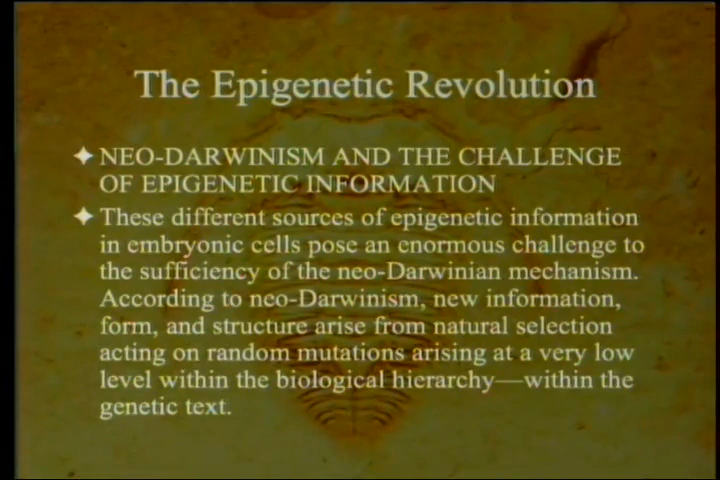 The Epigenetic Revolution
NEO-DARWINISM AND THE CHALLENGE
OF EPIGENETIC INFORMATION
These different sources of epigenetic information
in embryonic cells pose an enormous challenge to
the sufficiency of the neo-Darwinian mechanism.
According to neo-Darwinism, new information,
form, and structure arise from natural selection
acting on random mutations arising at a very low
level within the biological hierarchy—within the
genetic text.